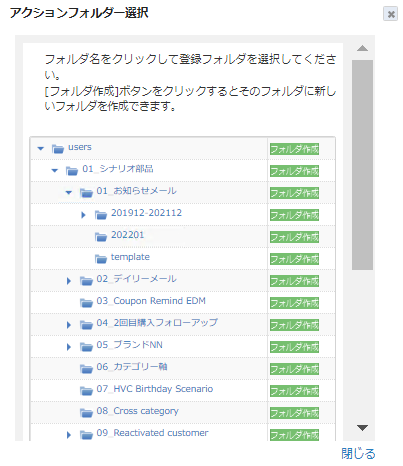 アクションフォルダー選択
フォルダ名をクリックして登録フォルダを選択してくださ
い。
[フォルダ作成]ボタンをクリックするとそのフォルダに新し
いフォルダを作成できます。
users フォルダ作成
01_シナリオ部品 フォルダ作成
01_お知らせメール フォルダ作成
201912-202112 フォルダ作成
202201 フォルダ作成
template フォルダ作成
02_デイリーメール フォルダ作成
03_Coupon Remind EDM フォルダ作成
04_2回目購入フォローアップ フォルダ作成
05_ブランドNN フォルダ作成
06_カテゴリー軸 フォルダ作成
07_HVC Birthday Scenario フォルダ作成
08_Cross category フォルダ作成
09_Reactivated customer フォルダ作成
閉じる